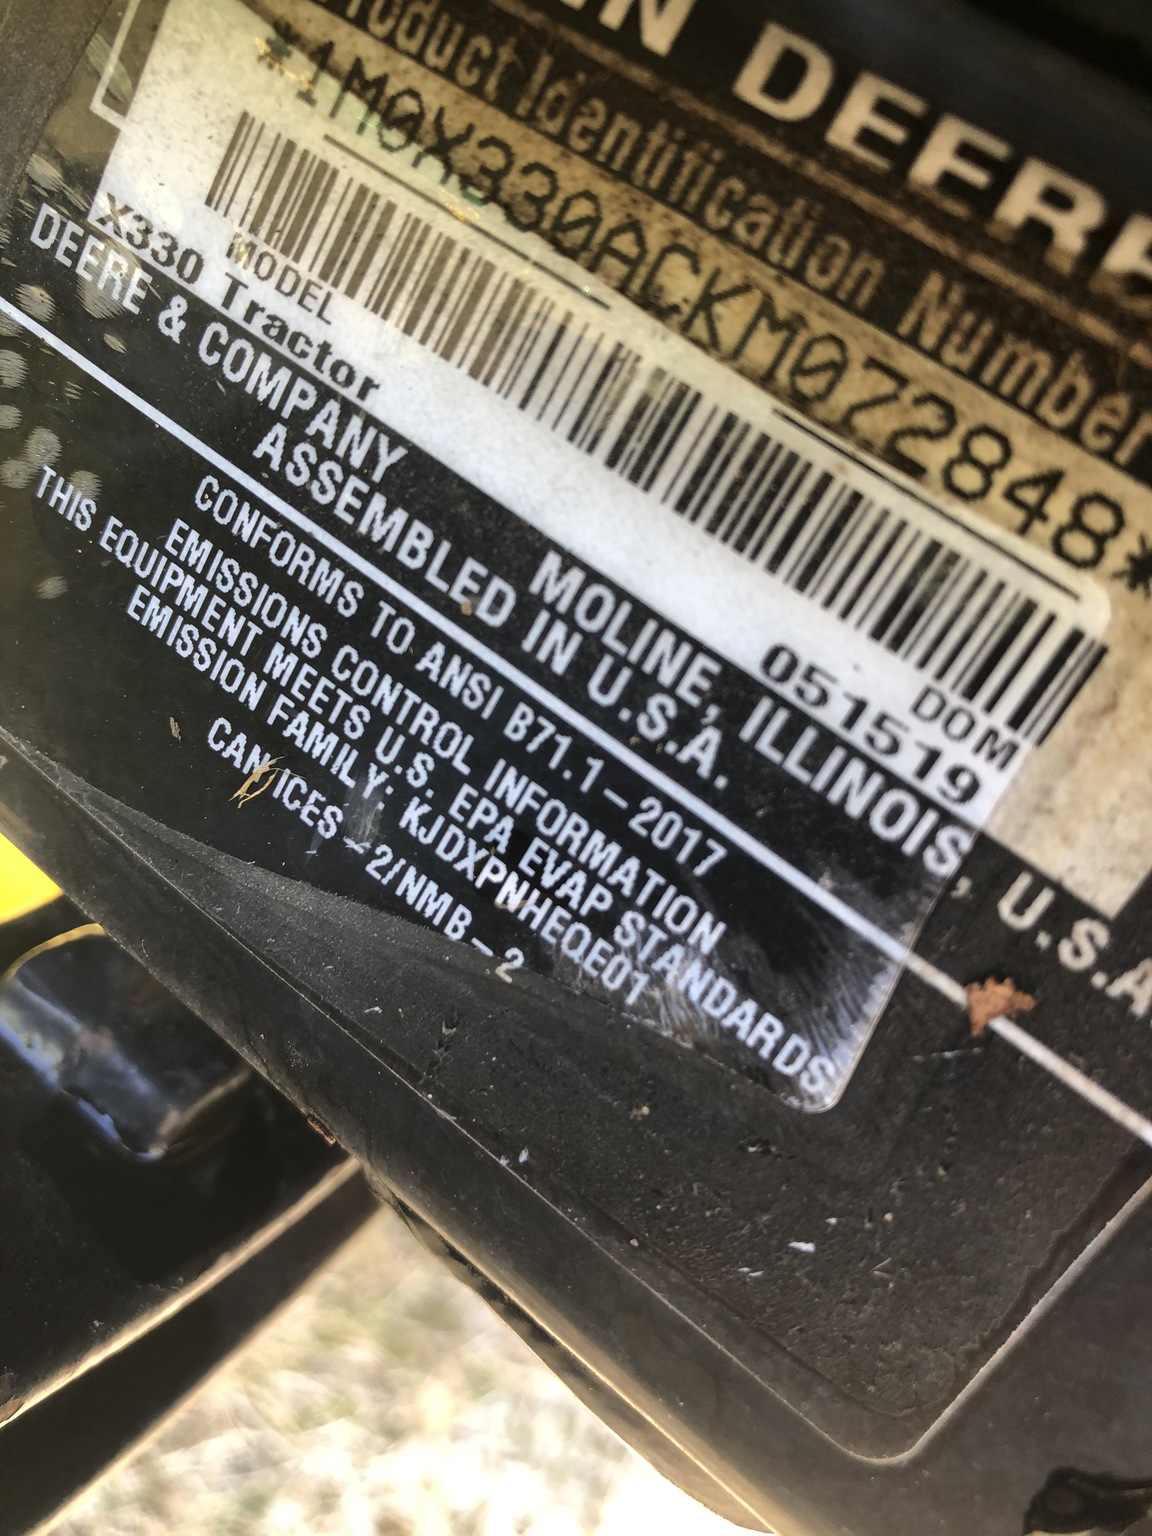 DEERE
Product Identification Number
*1M0X330ACKM072848*
MODEL DOM
X330 Tractor 051519
DEERE & COMPANY MOLINE, ILLINOIS, U.S.A.
ASSEMBLED IN U.S.A.
CONFORMS TO ANSI B71.1 – 2017
EMISSIONS CONTROL INFORMATION
THIS EQUIPMENT MEETS U.S. EPA EVAP STANDARDS
EMISSION FAMILY: KJDXPNHEQE01
CAN ICES – 2/NMB – 2